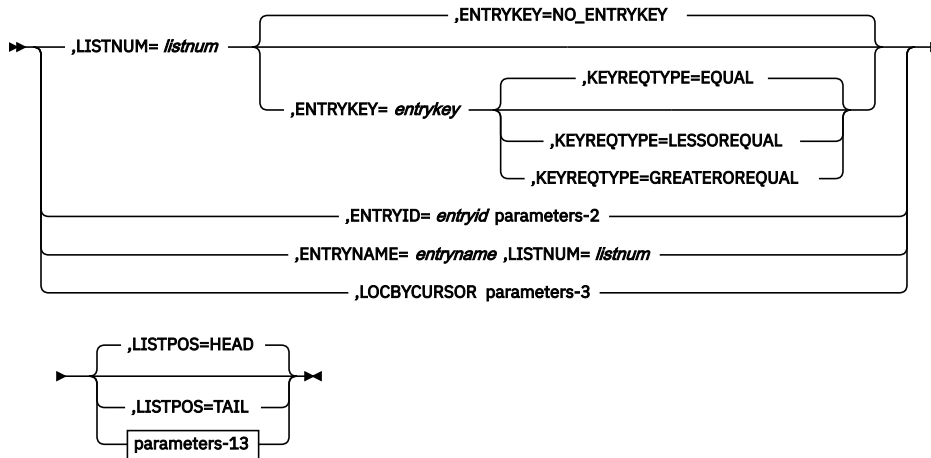 ,ENTRYKEY=NO_ENTRYKEY
,LISTNUM= listnum
,KEYREQTYPE=EQUAL
,ENTRYKEY= entrykey
,KEYREQTYPE=LESSOREQUAL
,KEYREQTYPE=GREATEROREQUAL
,ENTRYID= entryid parameters-2
,ENTRYNAME= entryname ,LISTNUM= listnum
,LOCBYCURSOR parameters-3
,LISTPOS=HEAD
,LISTPOS=TAIL
parameters-13